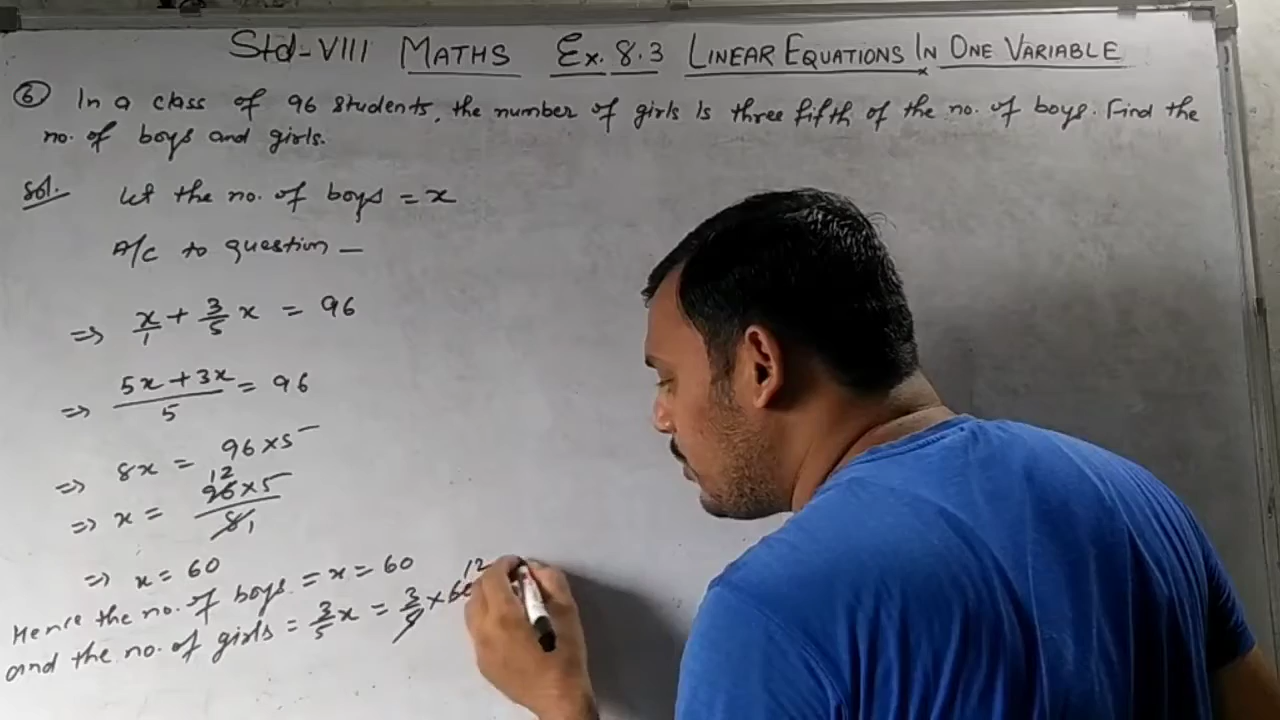 Std-VIII MATHS Ex. 8.3 LINEAR EQUATIONS IN ONE VARIABLE
6 In a class of 96 students, the number of girls is three fifth of the no. of boys. Find the
no. of boys and girls.
Sol. Let the no. of boys = x
A/c to question —
⇒ x/1 + 3/5 x = 96
⇒ (5x + 3x)/5 = 96
⇒ 8x = 96 × 5
⇒ x = 12 96 × 5 / 8 1
⇒ x = 60
Hence the no. of boys = x = 60
and the no. of girls = 3/5 x = 3/5 × 60 12